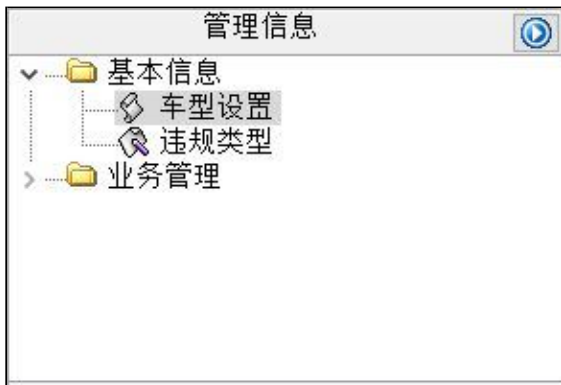 管理信息
基本信息
车型设置
违规类型
业务管理